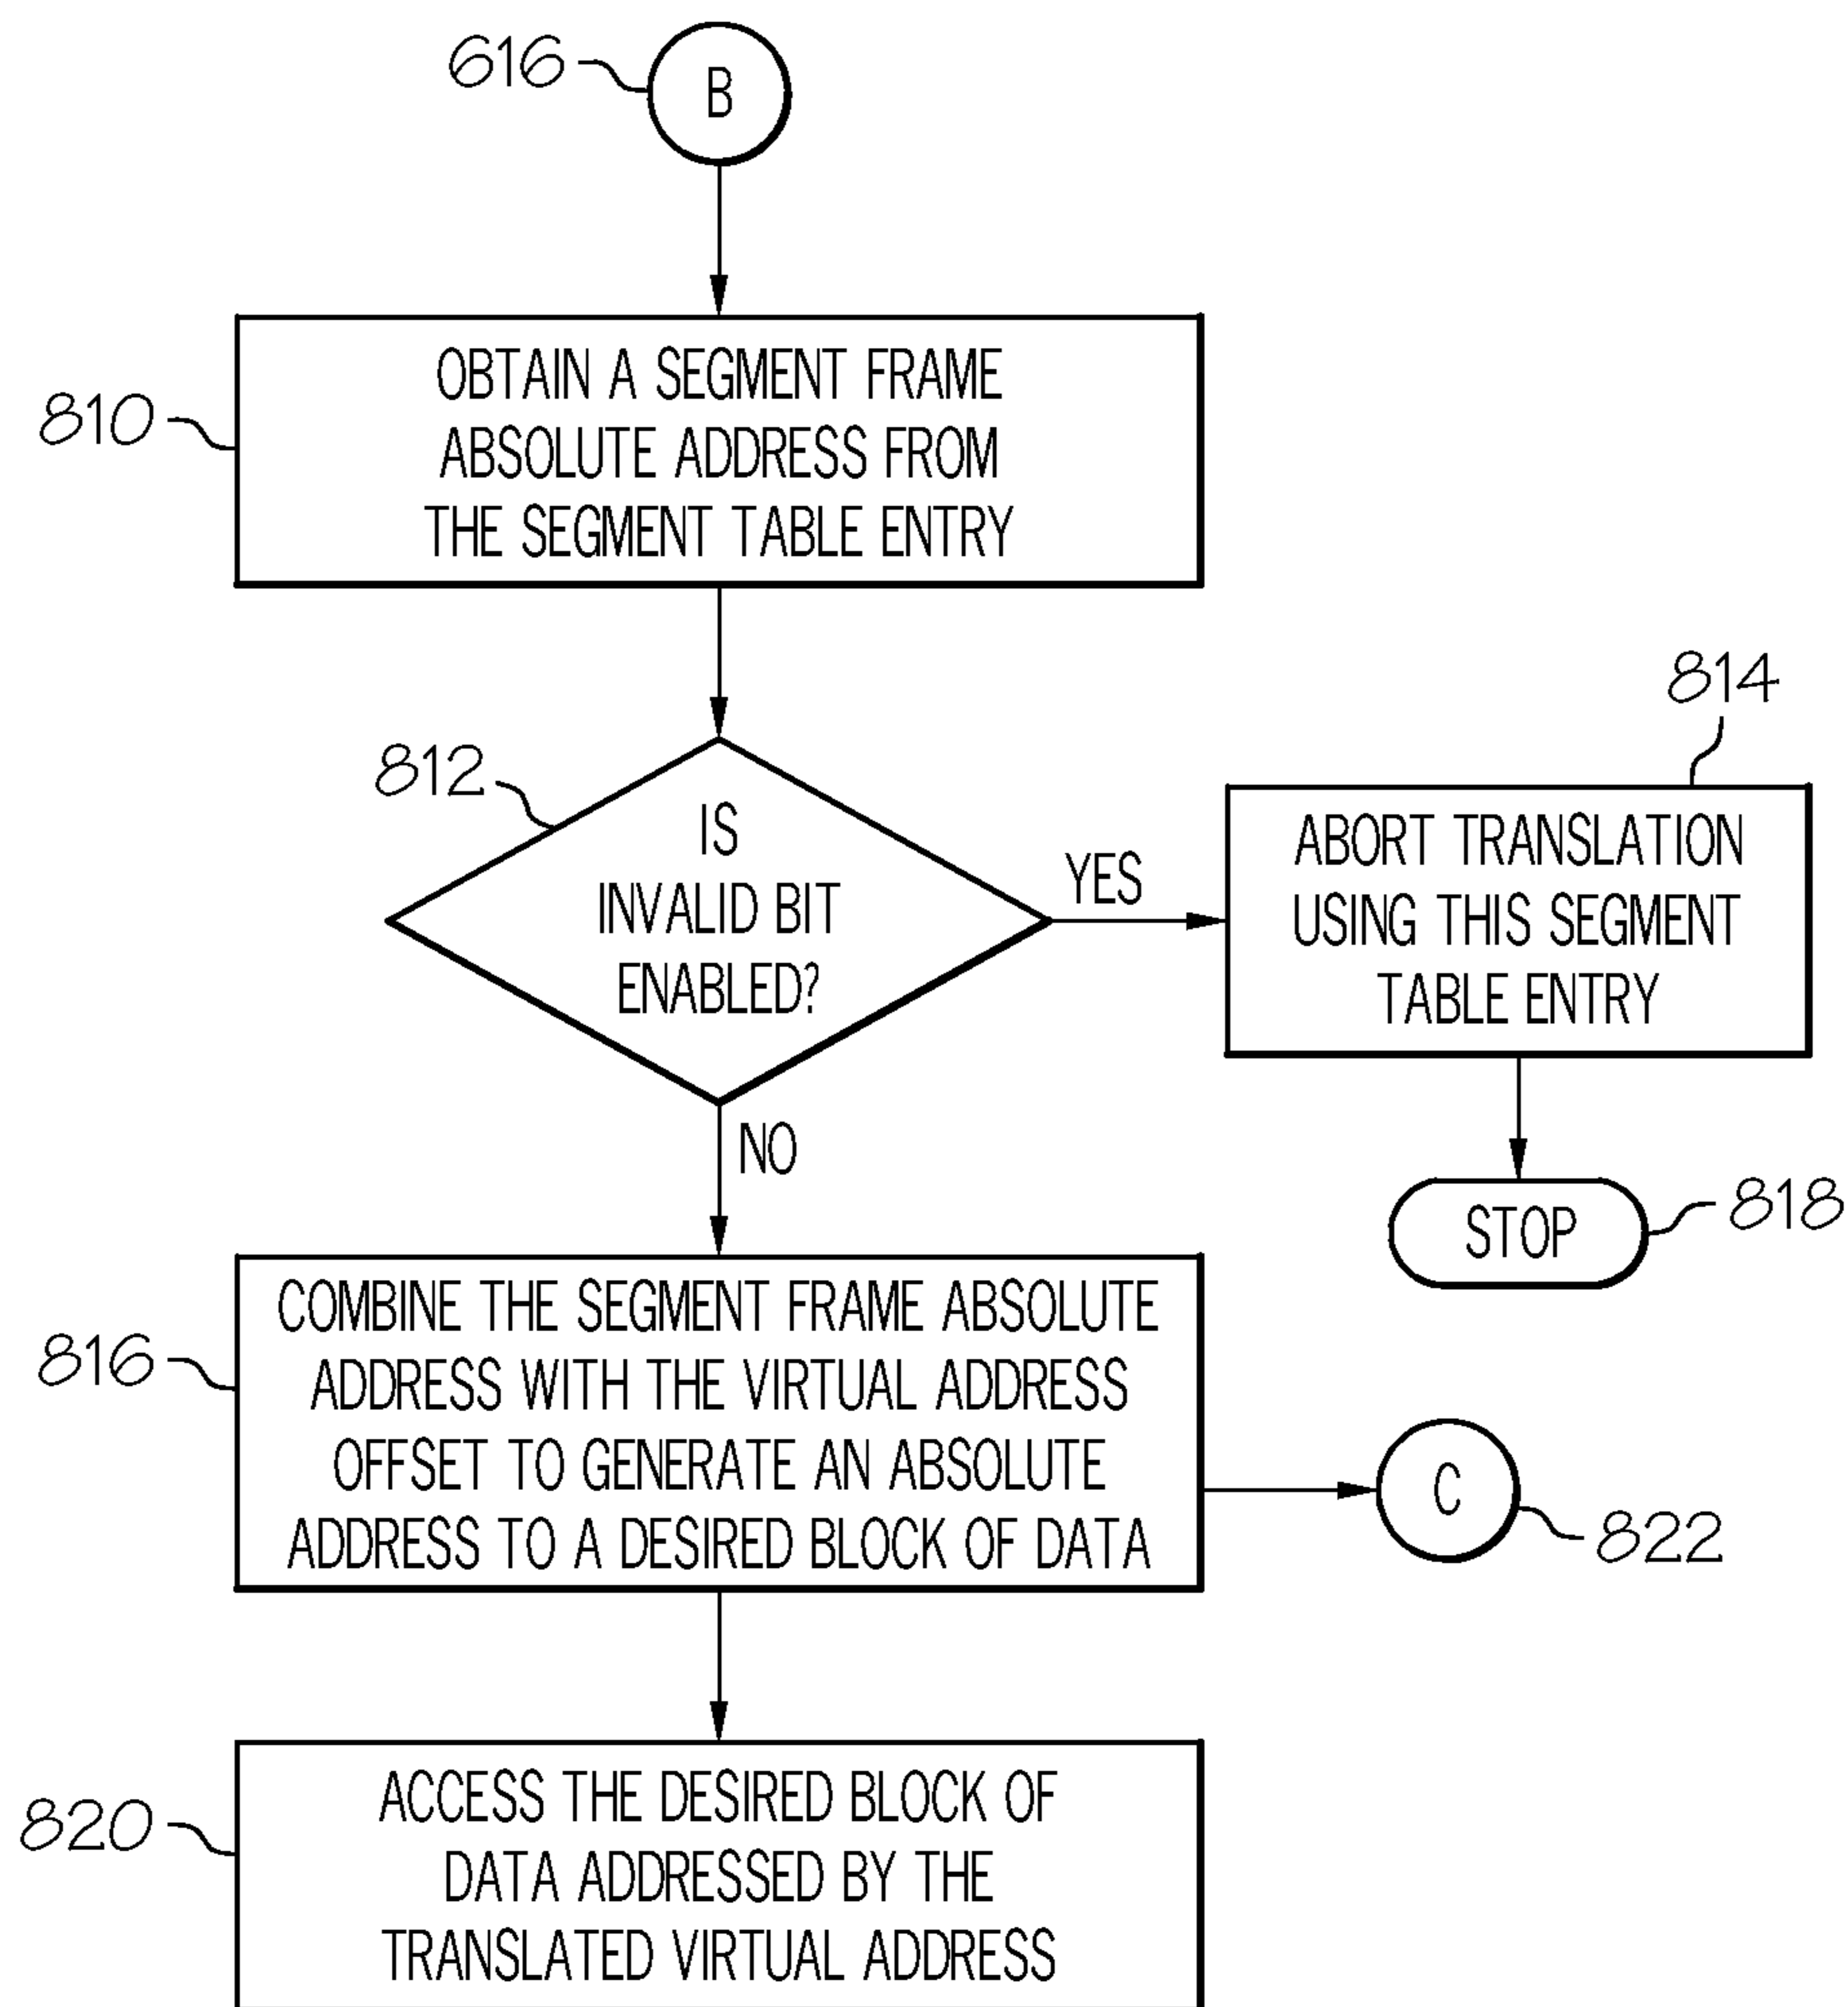 616
B
810
OBTAIN A SEGMENT FRAME
ABSOLUTE ADDRESS FROM
THE SEGMENT TABLE ENTRY
812
IS
INVALID BIT
ENABLED?
YES
814
ABORT TRANSLATION
USING THIS SEGMENT
TABLE ENTRY
NO
STOP
818
816
COMBINE THE SEGMENT FRAME ABSOLUTE
ADDRESS WITH THE VIRTUAL ADDRESS
OFFSET TO GENERATE AN ABSOLUTE
ADDRESS TO A DESIRED BLOCK OF DATA
C
822
820
ACCESS THE DESIRED BLOCK OF
DATA ADDRESSED BY THE
TRANSLATED VIRTUAL ADDRESS